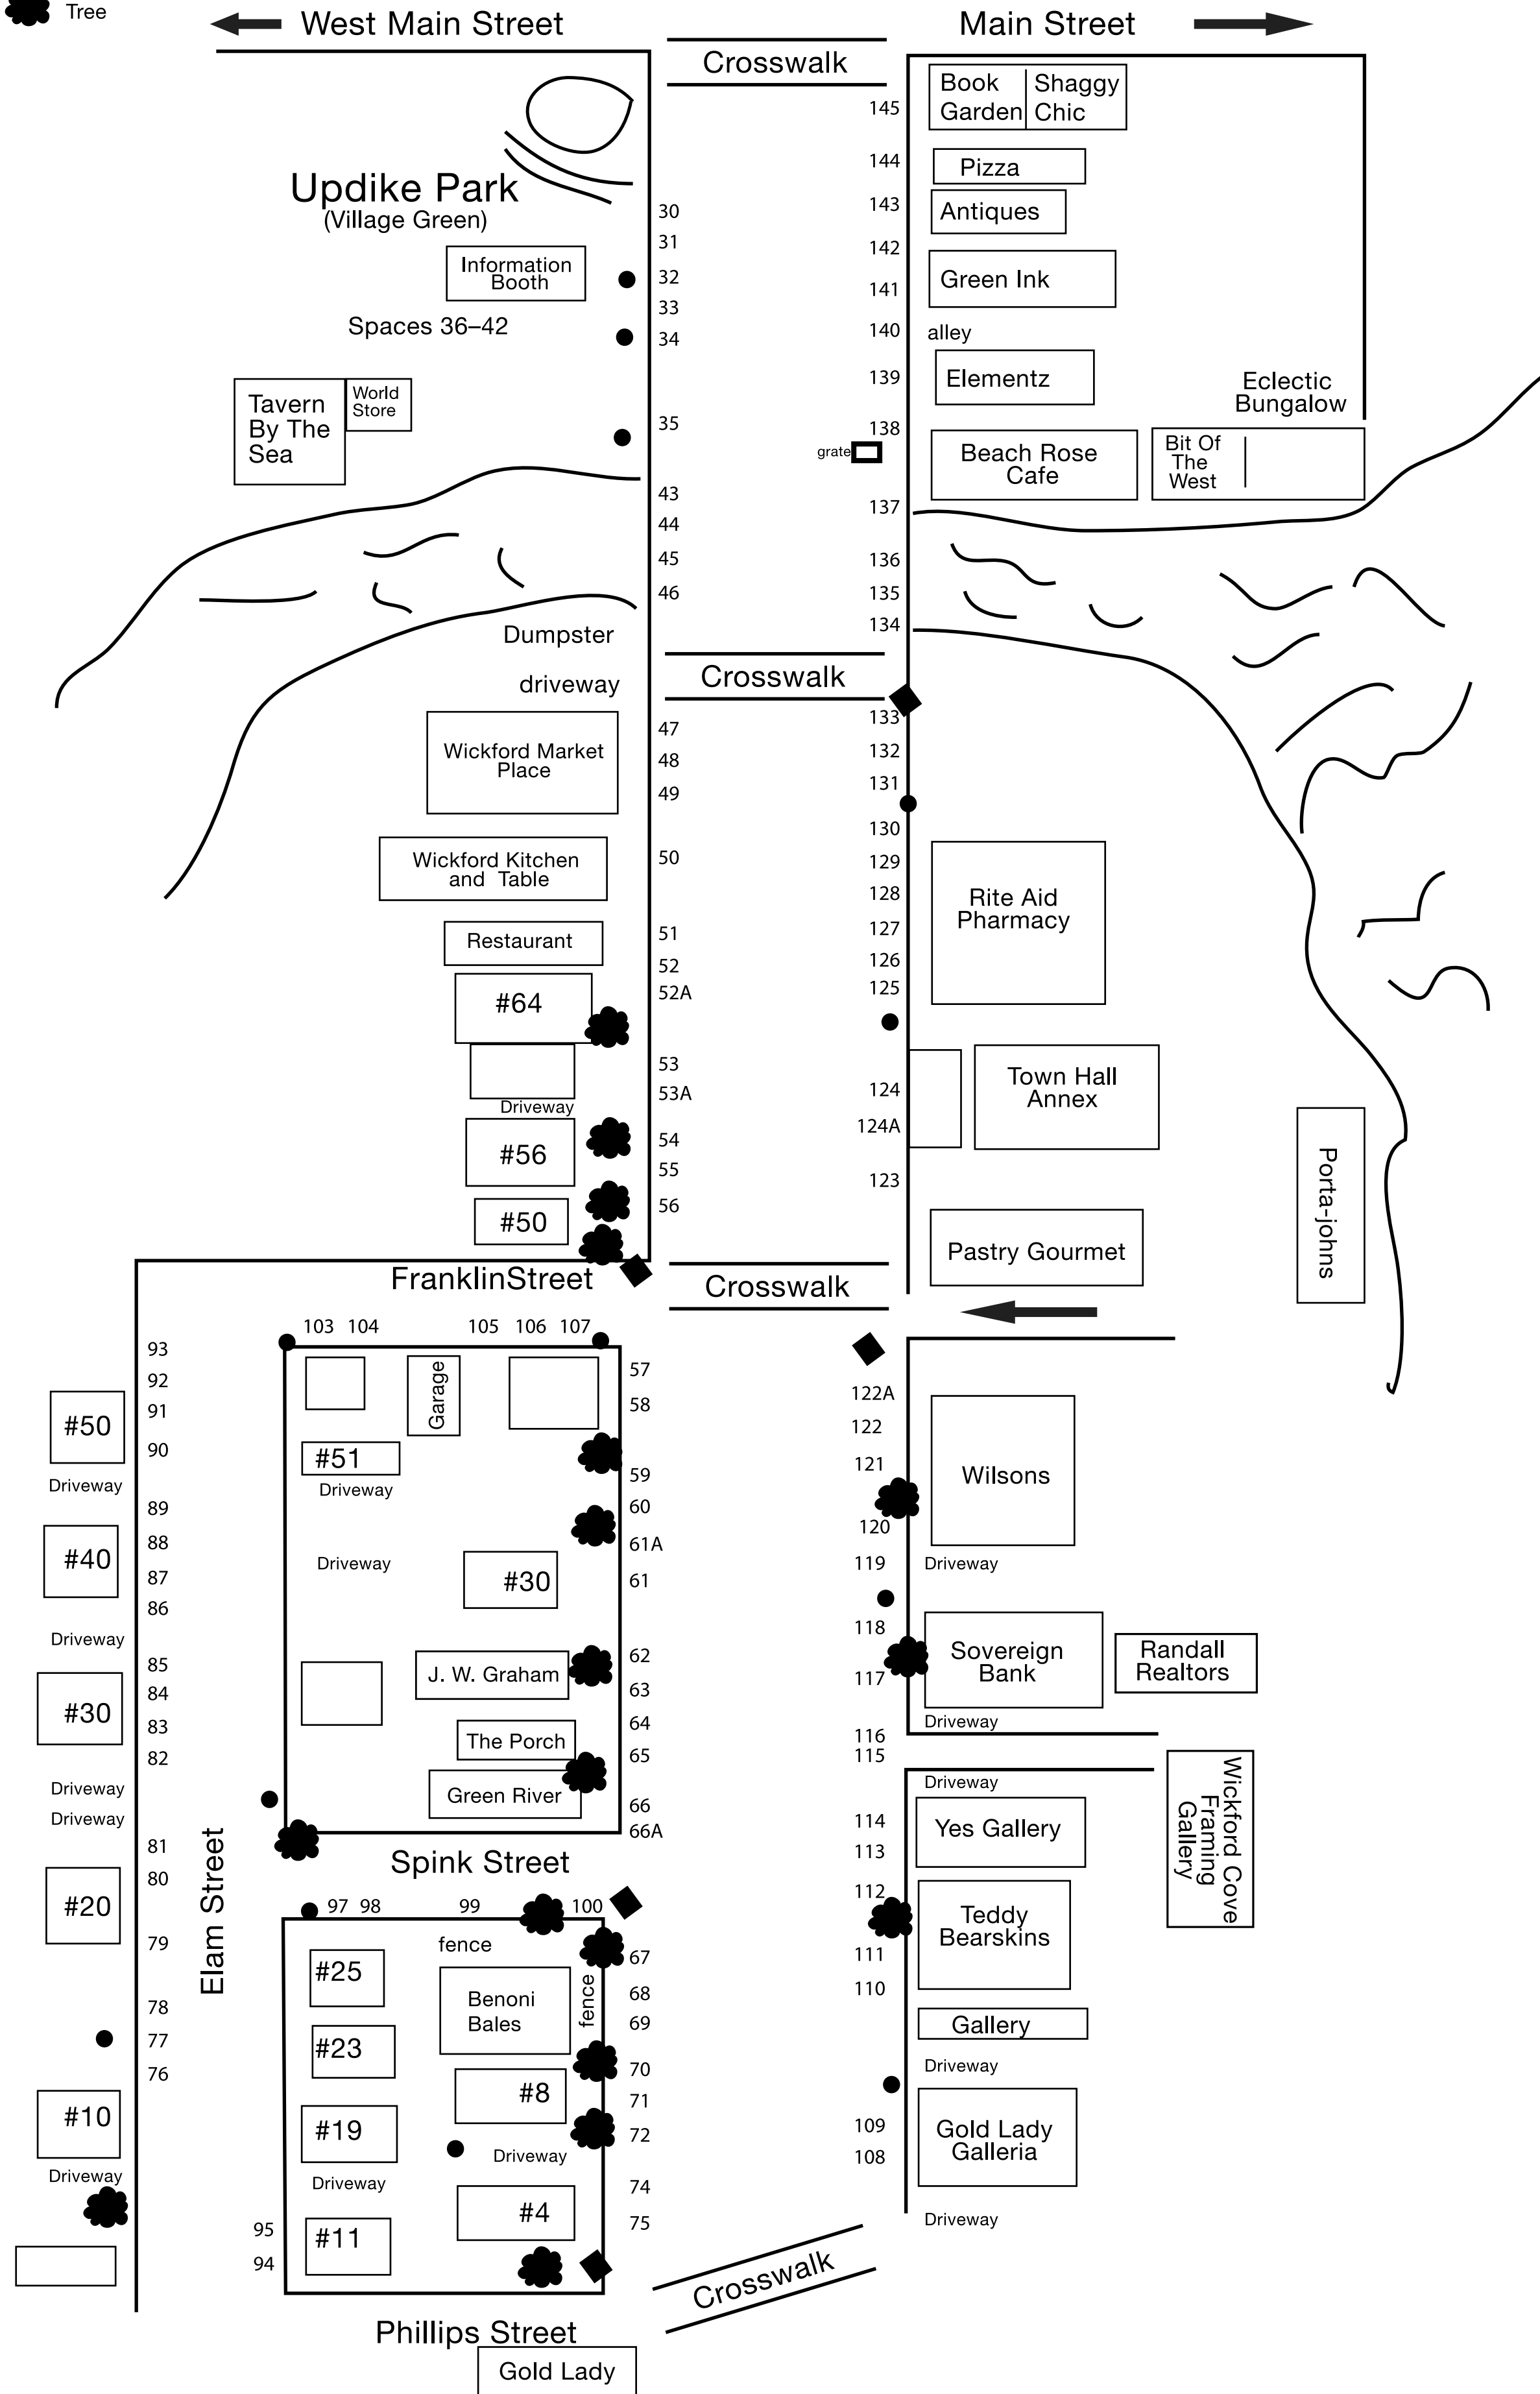 Tree
West Main Street
Main Street
Crosswalk
Book
Garden
Shaggy
Chic
145
Pizza
144
Updike Park
(Village Green)
Antiques
143
30
31
142
Information
Booth
32
Green Ink
141
33
Spaces 36–42
34
140
alley
139
Elementz
Eclectic
Bungalow
World
Store
Tavern
By The
Sea
35
138
grate
Beach Rose
Cafe
Bit Of
The
West
43
137
44
45
136
46
135
134
Dumpster
driveway
Crosswalk
133
47
Wickford Market
Place
48
132
49
131
130
Wickford Kitchen
and Table
50
129
128
Rite Aid
Pharmacy
Restaurant
51
127
52
126
#64
52A
125
53
124
Town Hall
Annex
53A
Driveway
124A
#56
54
55
123
56
#50
Pastry Gourmet
Porta-johns
FranklinStreet
Crosswalk
103
104
105
106
107
93
92
91
90
#50
Driveway
89
88
#40
87
86
Driveway
85
84
#30
83
82
Driveway
Driveway
81
80
#20
79
78
77
76
#10
Driveway
Elam Street
Garage
#51
Driveway
Driveway
#30
J. W. Graham
The Porch
Green River
57
58
59
60
61A
61
62
63
64
65
66
66A
122A
122
121
Wilsons
120
119
Driveway
118
Sovereign
Bank
Randall
Realtors
117
Driveway
116
115
Driveway
114
Yes Gallery
113
Wickford Cove
Framing
Gallery
112
Teddy
Bearskins
111
110
Gallery
Driveway
109
Gold Lady
Galleria
108
Driveway
Spink Street
97
98
99
100
fence
#25
Benoni
Bales
fence
67
68
69
#23
70
#8
71
#19
72
Driveway
Driveway
74
#4
75
95
#11
94
Crosswalk
Phillips Street
Gold Lady